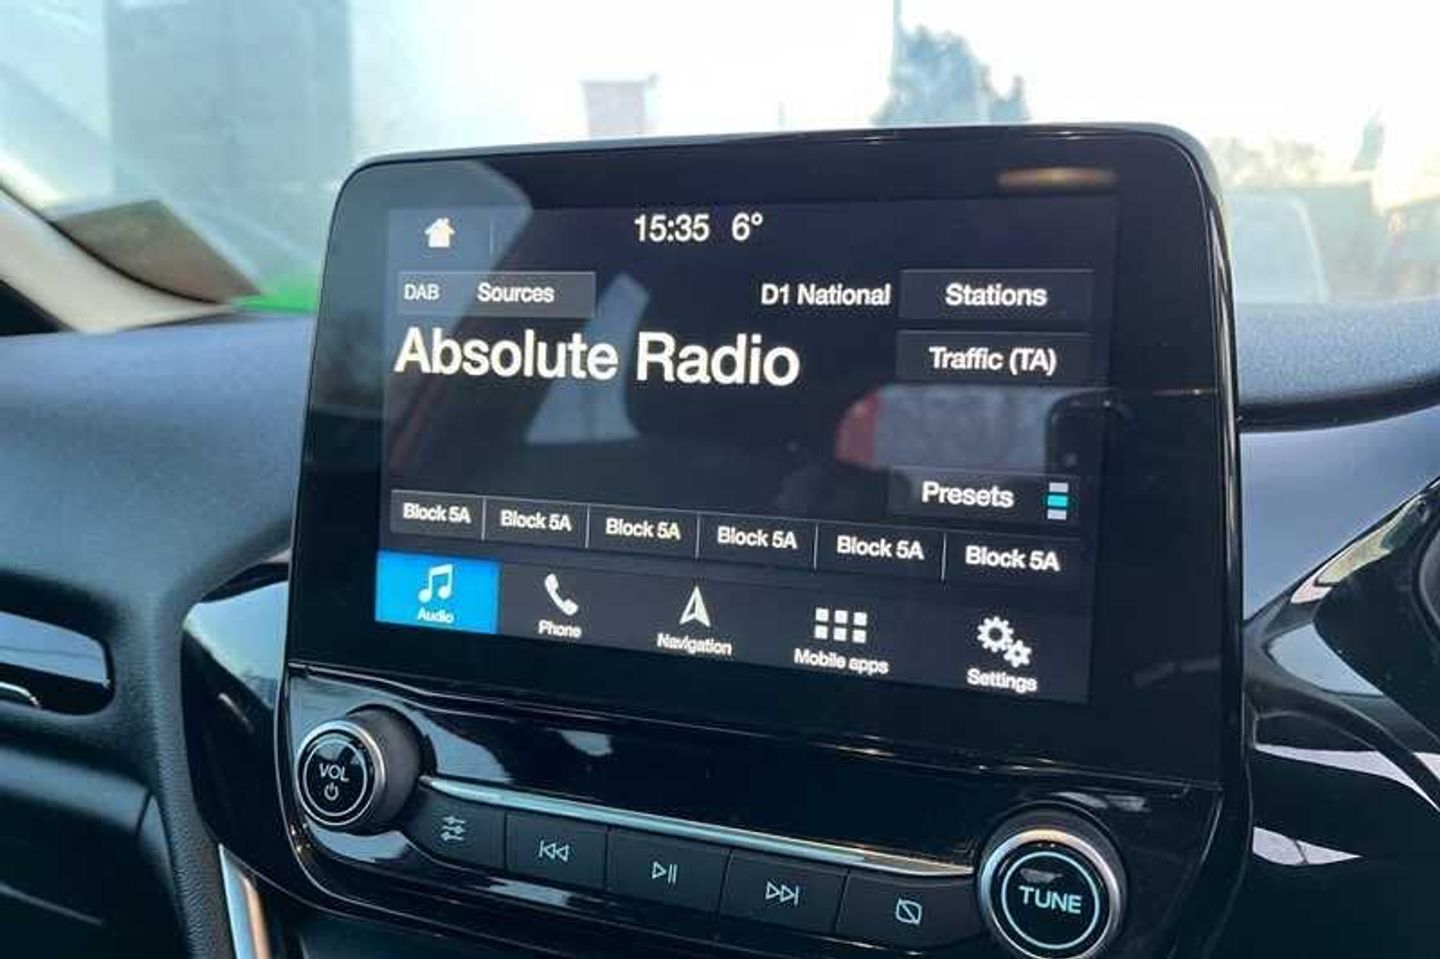 15:35 6°
DAB Sources D1 National Stations
Absolute Radio
Traffic (TA)
Presets
Block 5A Block 5A Block 5A Block 5A Block 5A Block 5A
Audio Phone Navigation Mobile apps Settings
VOL
TUNE